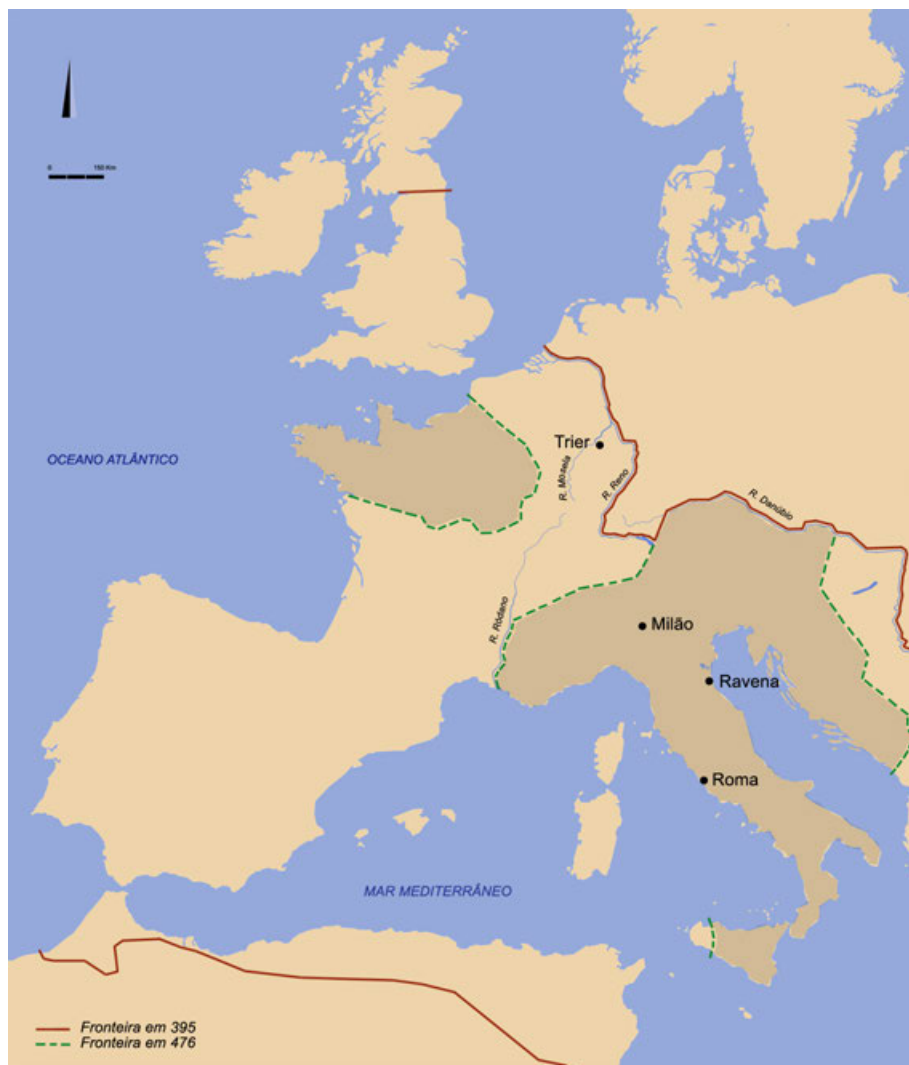 0 150 Km
OCEANO ATLÂNTICO
Trier
R. Mosela
R. Reno
R. Danúbio
R. Ródano
Milão
Ravena
Roma
MAR MEDITERRÂNEO
Fronteira em 395
Fronteira em 476